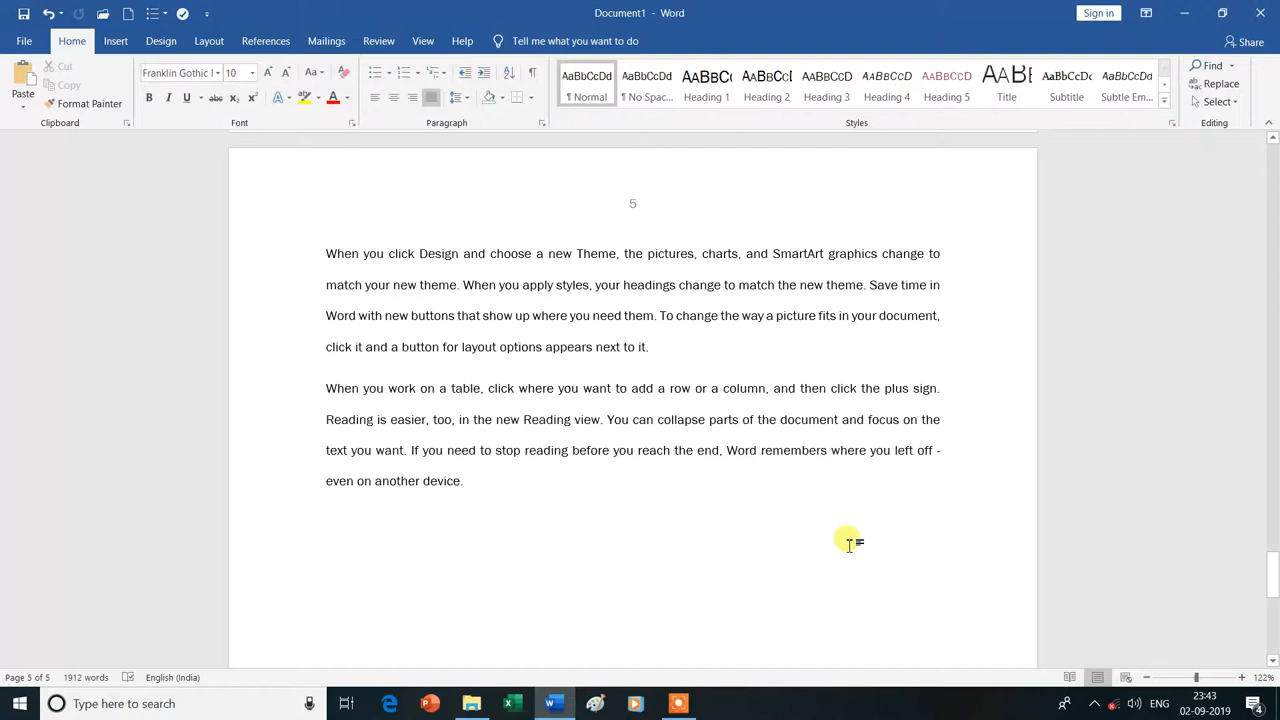 Document1 - Word
Sign in
File Home Insert Design Layout References Mailings Review View Help Tell me what you want to do Share
Paste
Cut
Copy
Format Painter
Clipboard
Franklin Gothic I 10
Font
Paragraph
AaBbCcDd ¶ Normal
AaBbCcDd ¶ No Spac...
AaBbCc Heading 1
AaBbCcD Heading 2
AaBbCcD Heading 3
AaBbCcD Heading 4
AaBbCcD Heading 5
AaB Title
AaBbCcDc Subtitle
AaBbCcDd Subtle Em...
Styles
Find
Replace
Select
Editing
5
When you click Design and choose a new Theme, the pictures, charts, and SmartArt graphics change to
match your new theme. When you apply styles, your headings change to match the new theme. Save time in
Word with new buttons that show up where you need them. To change the way a picture fits in your document,
click it and a button for layout options appears next to it.
When you work on a table, click where you want to add a row or a column, and then click the plus sign.
Reading is easier, too, in the new Reading view. You can collapse parts of the document and focus on the
text you want. If you need to stop reading before you reach the end, Word remembers where you left off -
even on another device.
Page 5 of 5 1912 words English (India) 122%
Type here to search
ENG
23:43
02-09-2019